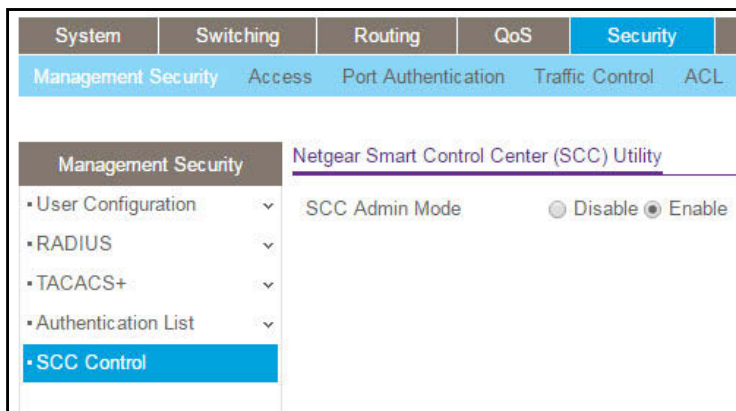 System Switching Routing QoS Security
Management Security Access Port Authentication Traffic Control ACL
Management Security
Netgear Smart Control Center (SCC) Utility
User Configuration
SCC Admin Mode Disable Enable
RADIUS
TACACS+
Authentication List
SCC Control